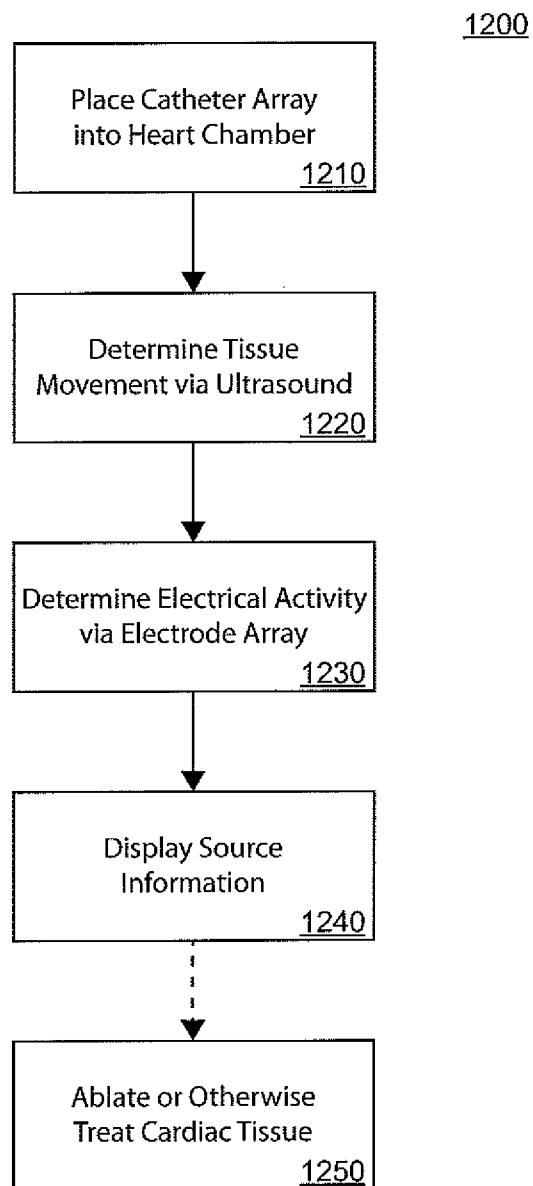 1200
Place Catheter Array
into Heart Chamber
1210
Determine Tissue
Movement via Ultrasound
1220
Determine Electrical Activity
via Electrode Array
1230
Display Source
Information
1240
Ablate or Otherwise
Treat Cardiac Tissue
1250